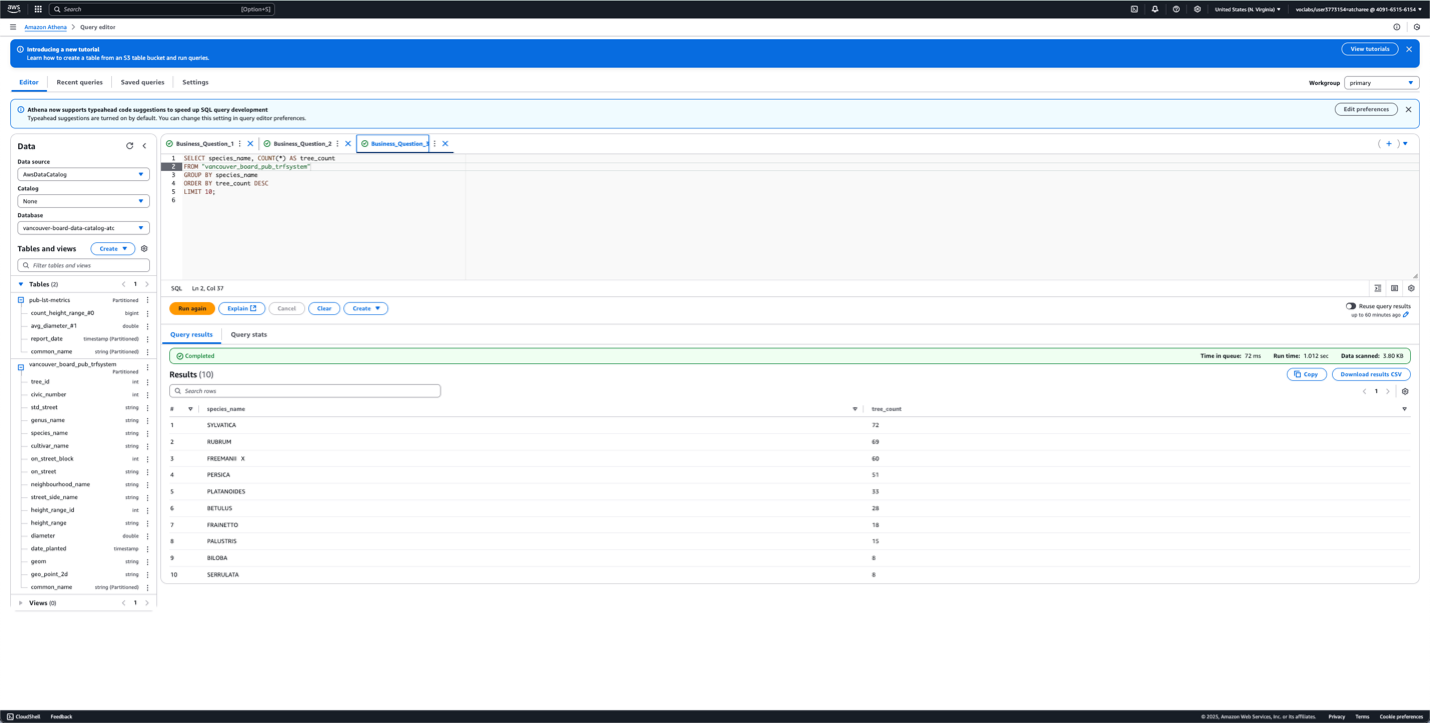 aws Search [Option+S] United States (N. Virginia) voclabs/user3773154=atcharee @ 4091-6515-6154
Amazon Athena > Query editor
Introducing a new tutorial
Learn how to create a table from an S3 table bucket and run queries.
View tutorials
Editor Recent queries Saved queries Settings
Workgroup primary
Athena now supports typeahead code suggestions to speed up SQL query development
Typeahead suggestions are turned on by default. You can change this setting in query editor preferences.
Edit preferences
Data
Data source
AwsDataCatalog
Catalog
None
Database
vancouver-board-data-catalog-atc
Tables and views Create
Filter tables and views
Tables (2) 1
pub-lst-metrics Partitioned
count_height_range_#0 bigint
avg_diameter_#1 double
report_date timestamp (Partitioned)
common_name string (Partitioned)
vancouver_board_pub_trfsystem
Partitioned
tree_id int
civic_number int
std_street string
genus_name string
species_name string
cultivar_name string
on_street_block int
on_street string
neighbourhood_name string
street_side_name string
height_range_id int
height_range string
diameter double
date_planted timestamp
geom string
geo_point_2d string
common_name string (Partitioned)
Views (0) 1
Business_Question_1 Business_Question_2 Business_Question_3
1 SELECT species_name, COUNT(*) AS tree_count
2 FROM "vancouver_board_pub_trfsystem"
3 GROUP BY species_name
4 ORDER BY tree_count DESC
5 LIMIT 10;
6
SQL Ln 2, Col 37
Run again Explain Cancel Clear Create
Reuse query results
up to 60 minutes ago
Query results Query stats
Completed Time in queue: 72 ms Run time: 1.012 sec Data scanned: 3.80 KB
Results (10) Copy Download results CSV
Search rows 1
# species_name tree_count
1 SYLVATICA 72
2 RUBRUM 69
3 FREEMANII X 60
4 PERSICA 51
5 PLATANOIDES 33
6 BETULUS 28
7 FRAINETTO 18
8 PALUSTRIS 15
9 BILOBA 8
10 SERRULATA 8
CloudShell Feedback © 2025, Amazon Web Services, Inc. or its affiliates. Privacy Terms Cookie preferences